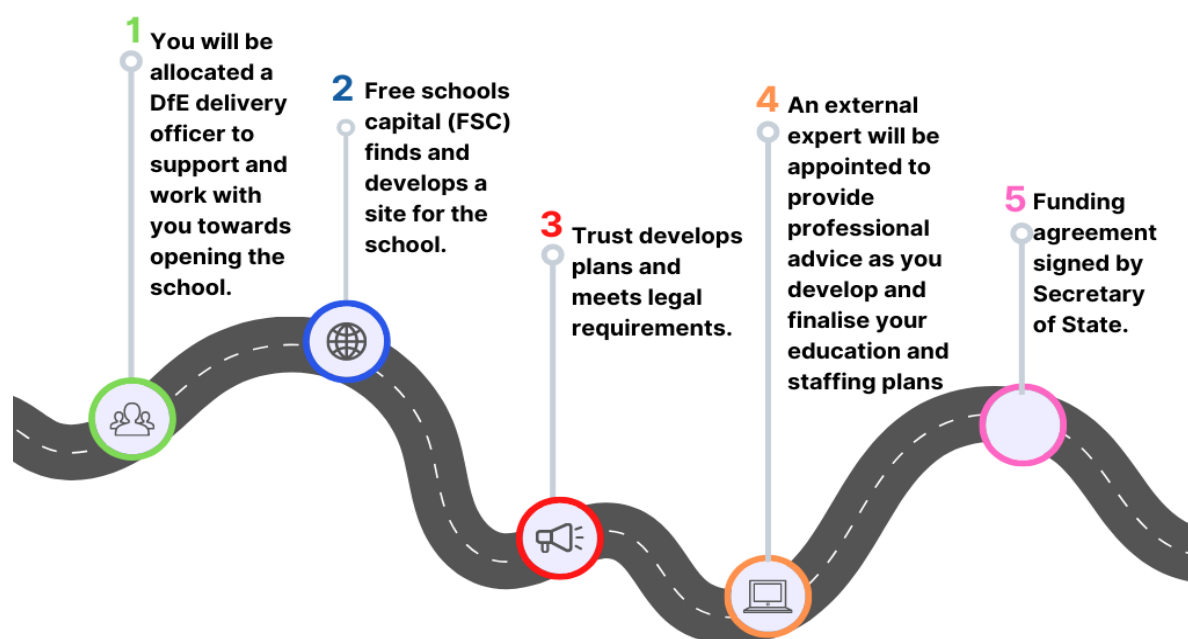 1
You will be
allocated a
DfE delivery
officer to
support and
work with
you towards
opening the
school.
2
Free schools
capital (FSC)
finds and
develops a
site for the
school.
3
Trust develops
plans and
meets legal
requirements.
4
An external
expert will be
appointed to
provide
professional
advice as you
develop and
finalise your
education and
staffing plans
5
Funding
agreement
signed by
Secretary
of State.